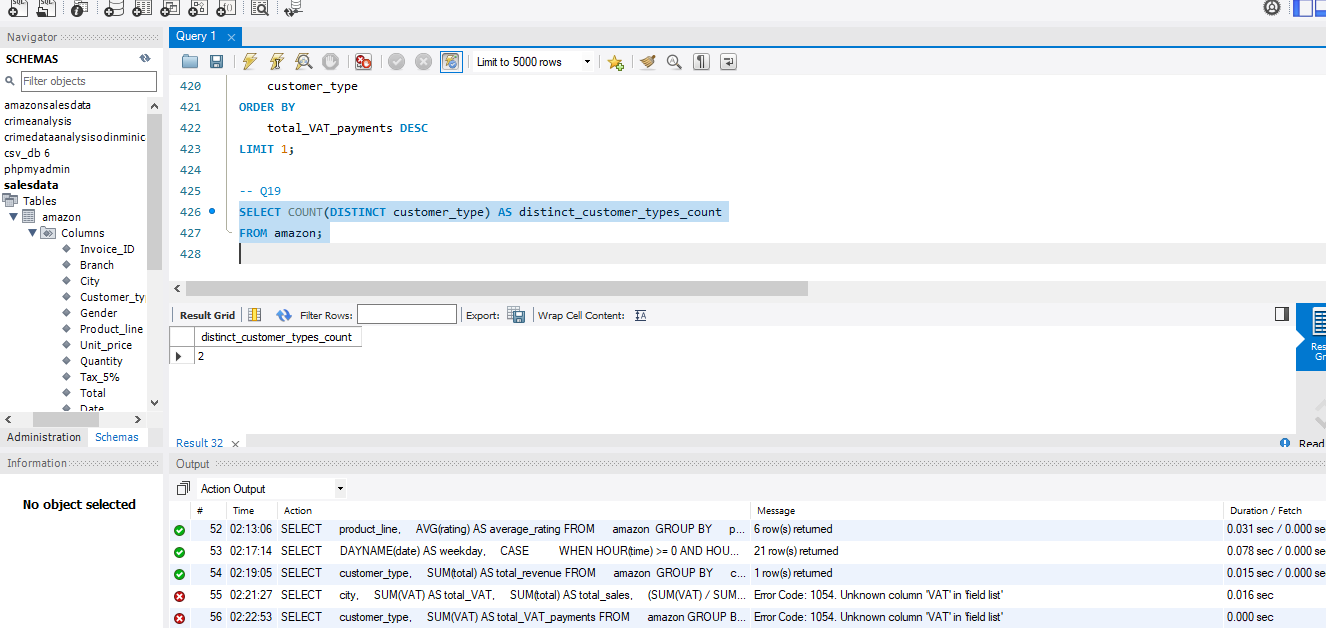 Navigator
SCHEMAS
Filter objects
amazonsalesdata
crimeanalysis
crimedataanalysisodinminic
csv_db 6
phpmyadmin
salesdata
Tables
amazon
Columns
Invoice_ID
Branch
City
Customer_ty
Gender
Product_line
Unit_price
Quantity
Tax_5%
Total
Date
Administration Schemas
Information
No object selected
Query 1
Limit to 5000 rows
420 customer_type
421 ORDER BY
422 total_VAT_payments DESC
423 LIMIT 1;
424
425 -- Q19
426 SELECT COUNT(DISTINCT customer_type) AS distinct_customer_types_count
427 FROM amazon;
428
Result Grid Filter Rows: Export: Wrap Cell Content:
distinct_customer_types_count
2
Res
Gr
Result 32
Read
Output
Action Output
# Time Action Message Duration / Fetch
52 02:13:06 SELECT product_line, AVG(rating) AS average_rating FROM amazon GROUP BY p... 6 row(s) returned 0.031 sec / 0.000 se
53 02:17:14 SELECT DAYNAME(date) AS weekday, CASE WHEN HOUR(time) >= 0 AND HOU... 21 row(s) returned 0.078 sec / 0.000 se
54 02:19:05 SELECT customer_type, SUM(total) AS total_revenue FROM amazon GROUP BY c... 1 row(s) returned 0.015 sec / 0.000 se
55 02:21:27 SELECT city, SUM(VAT) AS total_VAT, SUM(total) AS total_sales, (SUM(VAT) / SUM... Error Code: 1054. Unknown column 'VAT' in 'field list' 0.016 sec
56 02:22:53 SELECT customer_type, SUM(VAT) AS total_VAT_payments FROM amazon GROUP B... Error Code: 1054. Unknown column 'VAT' in 'field list' 0.000 sec